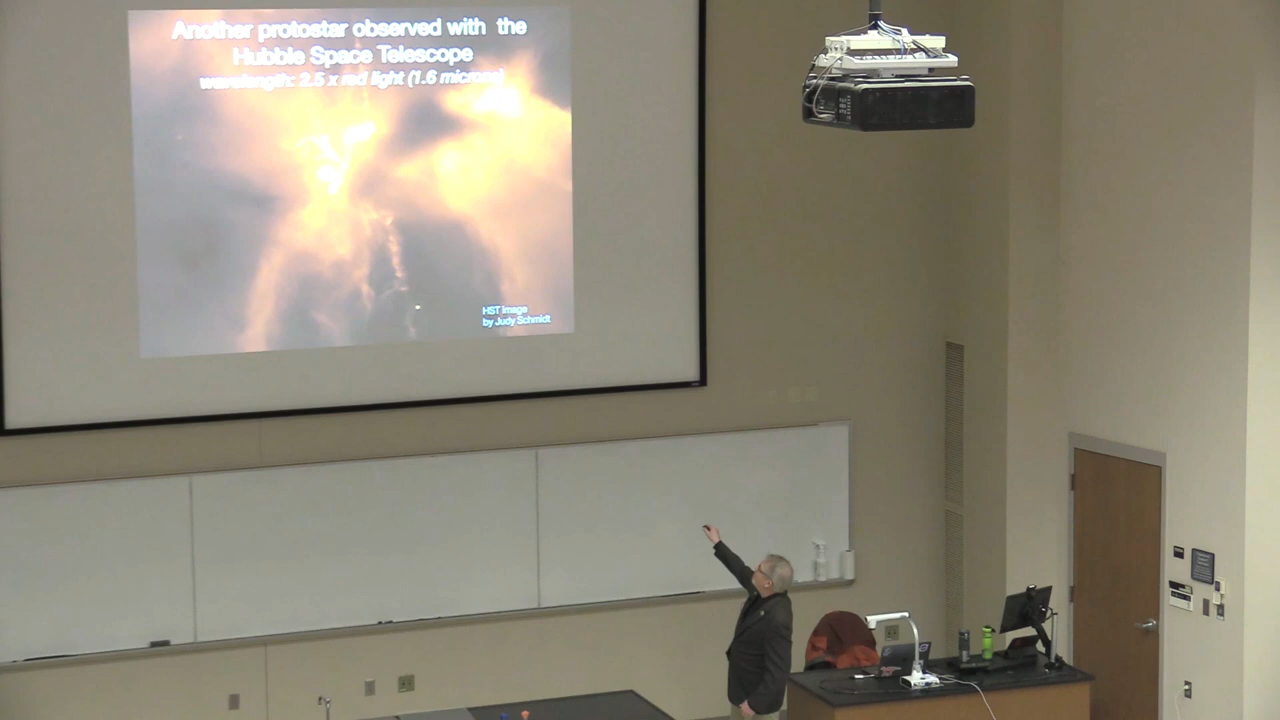 Another protostar observed with the
Hubble Space Telescope
wavelength: 2.5 x red light (1.6 microns)
HST image
by Judy Schmidt